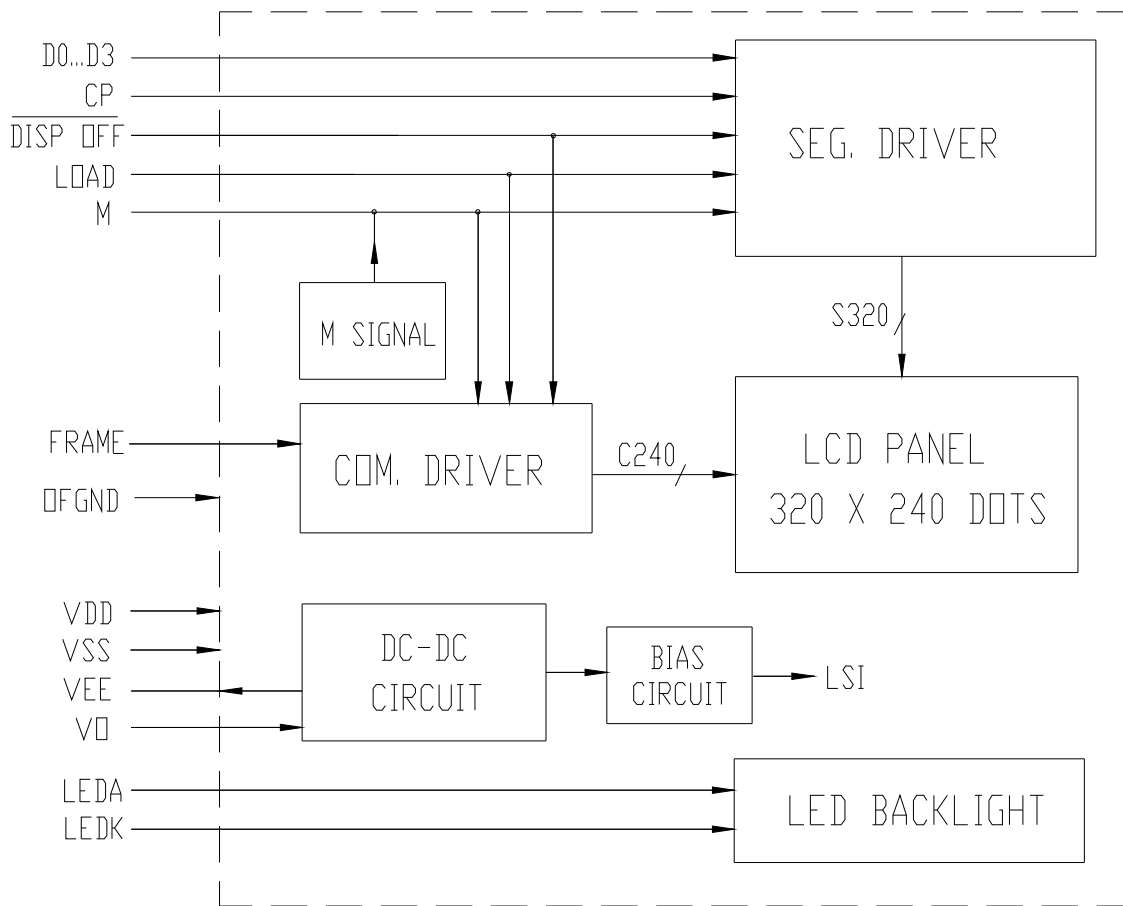 D0...D3
CP
DISP OFF
LOAD
M
SEG. DRIVER
M SIGNAL
S320
FRAME
COM. DRIVER
C240
LCD PANEL
320 X 240 DOTS
OFGND
VDD
VSS
VEE
VO
DC-DC
CIRCUIT
BIAS
CIRCUIT
LSI
LEDA
LEDK
LED BACKLIGHT